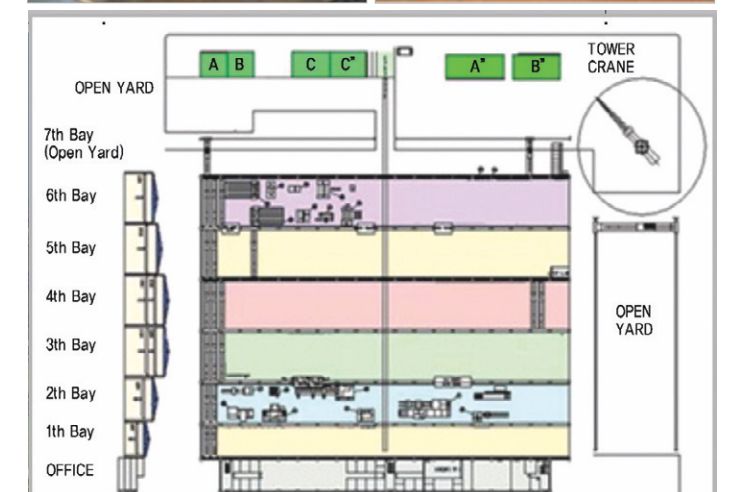 TOWER
CRANE
A B C C" A" B"
OPEN YARD
7th Bay
(Open Yard)
6th Bay
5th Bay
4th Bay
OPEN
YARD
3th Bay
2th Bay
1th Bay
OFFICE